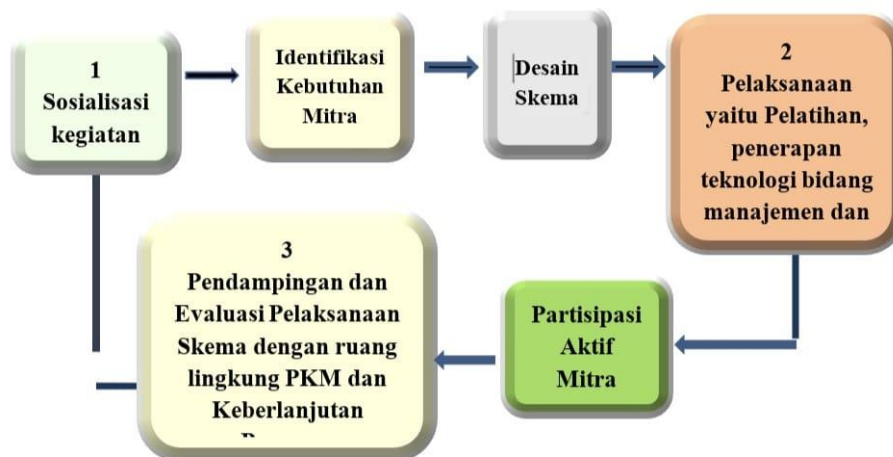 1
Sosialisasi
kegiatan
Identifikasi
Kebutuhan
Mitra
Desain
Skema
2
Pelaksanaan
yaitu Pelatihan,
penerapan
teknologi bidang
manajemen dan
Partisipasi
Aktif
Mitra
3
Pendampingan dan
Evaluasi Pelaksanaan
Skema dengan ruang
lingkung PKM dan
Keberlanjutan